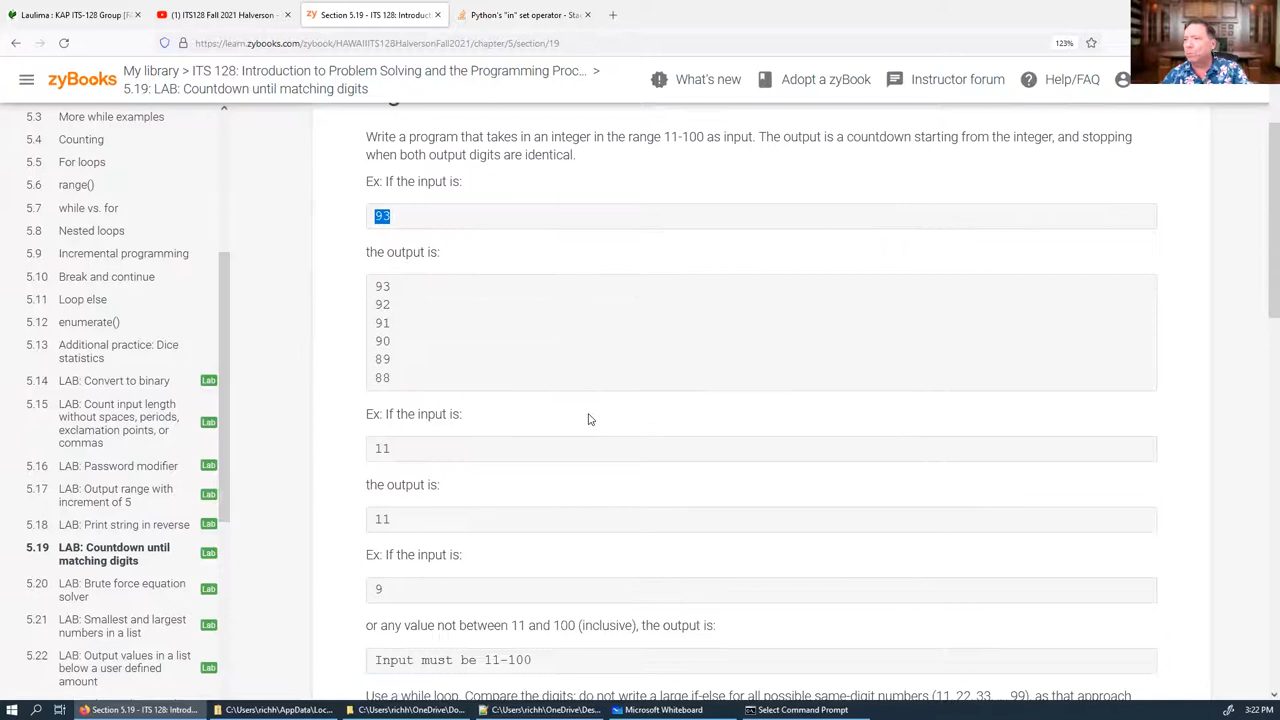 Laulima : KAP ITS-128 Group [F
(1) ITS128 Fall 2021 Halverson -
zy Section 5.19 - ITS 128: Introduct
Python's "in" set operator - Sta
https://learn.zybooks.com/zybook/HAWAIIITS128HalversonFall2021/chapter/5/section/19
123%
zyBooks
My library > ITS 128: Introduction to Problem Solving and the Programming Proc... >
5.19: LAB: Countdown until matching digits
What's new
Adopt a zyBook
Instructor forum
Help/FAQ
5.3 More while examples
5.4 Counting
5.5 For loops
5.6 range()
5.7 while vs. for
5.8 Nested loops
5.9 Incremental programming
5.10 Break and continue
5.11 Loop else
5.12 enumerate()
5.13 Additional practice: Dice
statistics
5.14 LAB: Convert to binary Lab
5.15 LAB: Count input length
without spaces, periods,
exclamation points, or
commas
Lab
5.16 LAB: Password modifier Lab
5.17 LAB: Output range with
increment of 5
Lab
5.18 LAB: Print string in reverse Lab
5.19 LAB: Countdown until
matching digits
Lab
5.20 LAB: Brute force equation
solver
Lab
5.21 LAB: Smallest and largest
numbers in a list
Lab
5.22 LAB: Output values in a list
below a user defined
amount
Lab
Write a program that takes in an integer in the range 11-100 as input. The output is a countdown starting from the integer, and stopping
when both output digits are identical.
Ex: If the input is:
93
the output is:
93
92
91
90
89
88
Ex: If the input is:
11
the output is:
11
Ex: If the input is:
9
or any value not between 11 and 100 (inclusive), the output is:
Input must be 11-100
Use a while loop. Compare the digits; do not write a large if-else for all possible same-digit numbers (11, 22, 33, ..., 99), as that approach
Section 5.19 - ITS 128: Introd...
C:\Users\richh\AppData\Loc...
C:\Users\richh\OneDrive\Do...
C:\Users\richh\OneDrive\Des...
Microsoft Whiteboard
Select Command Prompt
3:22 PM